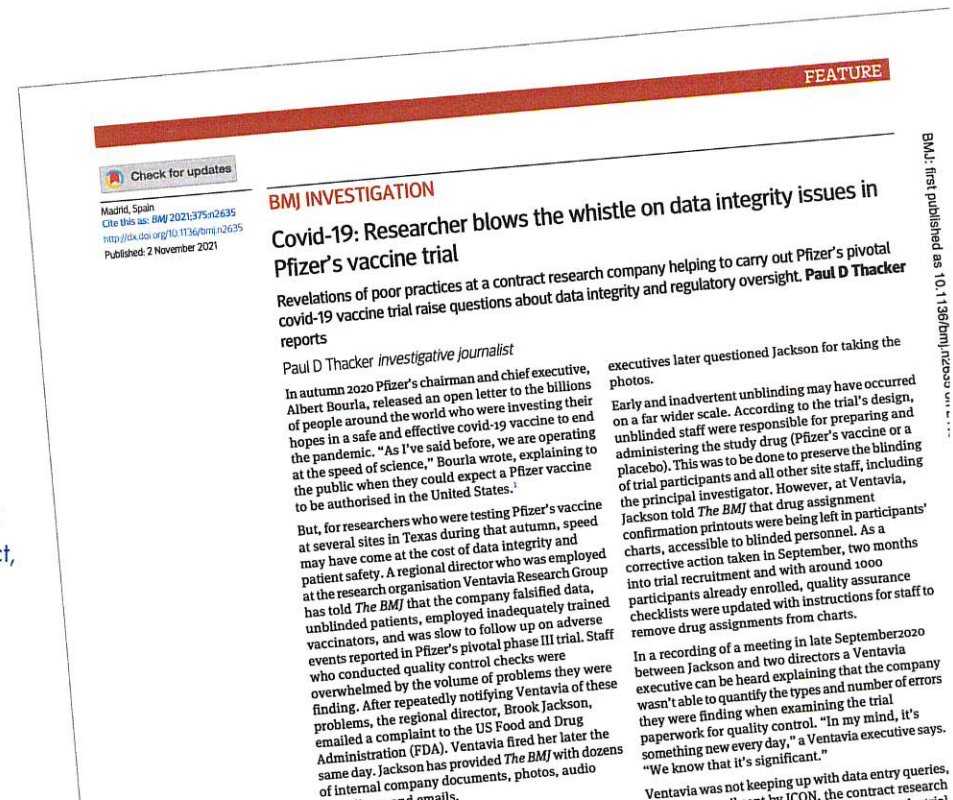 FEATURE
Check for updates
Madrid, Spain
Cite this as: BMJ 2021;375:n2635
http://dx.doi.org/10.1136/bmj.n2635
Published: 2 November 2021
BMJ INVESTIGATION
Covid-19: Researcher blows the whistle on data integrity issues in
Pfizer's vaccine trial
Revelations of poor practices at a contract research company helping to carry out Pfizer's pivotal
covid-19 vaccine trial raise questions about data integrity and regulatory oversight. Paul D Thacker
reports
Paul D Thacker investigative journalist
In autumn 2020 Pfizer's chairman and chief executive,
Albert Bourla, released an open letter to the billions
of people around the world who were investing their
hopes in a safe and effective covid-19 vaccine to end
the pandemic. "As I've said before, we are operating
at the speed of science," Bourla wrote, explaining to
the public when they could expect a Pfizer vaccine
to be authorised in the United States.1
But, for researchers who were testing Pfizer's vaccine
at several sites in Texas during that autumn, speed
may have come at the cost of data integrity and
patient safety. A regional director who was employed
at the research organisation Ventavia Research Group
has told The BMJ that the company falsified data,
unblinded patients, employed inadequately trained
vaccinators, and was slow to follow up on adverse
events reported in Pfizer's pivotal phase III trial. Staff
who conducted quality control checks were
overwhelmed by the volume of problems they were
finding. After repeatedly notifying Ventavia of these
problems, the regional director, Brook Jackson,
emailed a complaint to the US Food and Drug
Administration (FDA). Ventavia fired her later the
same day. Jackson has provided The BMJ with dozens
of internal company documents, photos, audio
and emails.
executives later questioned Jackson for taking the
photos.
Early and inadvertent unblinding may have occurred
on a far wider scale. According to the trial's design,
unblinded staff were responsible for preparing and
administering the study drug (Pfizer's vaccine or a
placebo). This was to be done to preserve the blinding
of trial participants and all other site staff, including
the principal investigator. However, at Ventavia,
Jackson told The BMJ that drug assignment
confirmation printouts were being left in participants'
charts, accessible to blinded personnel. As a
corrective action taken in September, two months
into trial recruitment and with around 1000
participants already enrolled, quality assurance
checklists were updated with instructions for staff to
remove drug assignments from charts.
In a recording of a meeting in late September2020
between Jackson and two directors a Ventavia
executive can be heard explaining that the company
wasn't able to quantify the types and number of errors
they were finding when examining the trial
paperwork for quality control. "In my mind, it's
something new every day," a Ventavia executive says.
"We know that it's significant."
Ventavia was not keeping up with data entry queries,
by ICON, the contract research
BMJ: first published as 10.1136/bmj.n2635 on 2